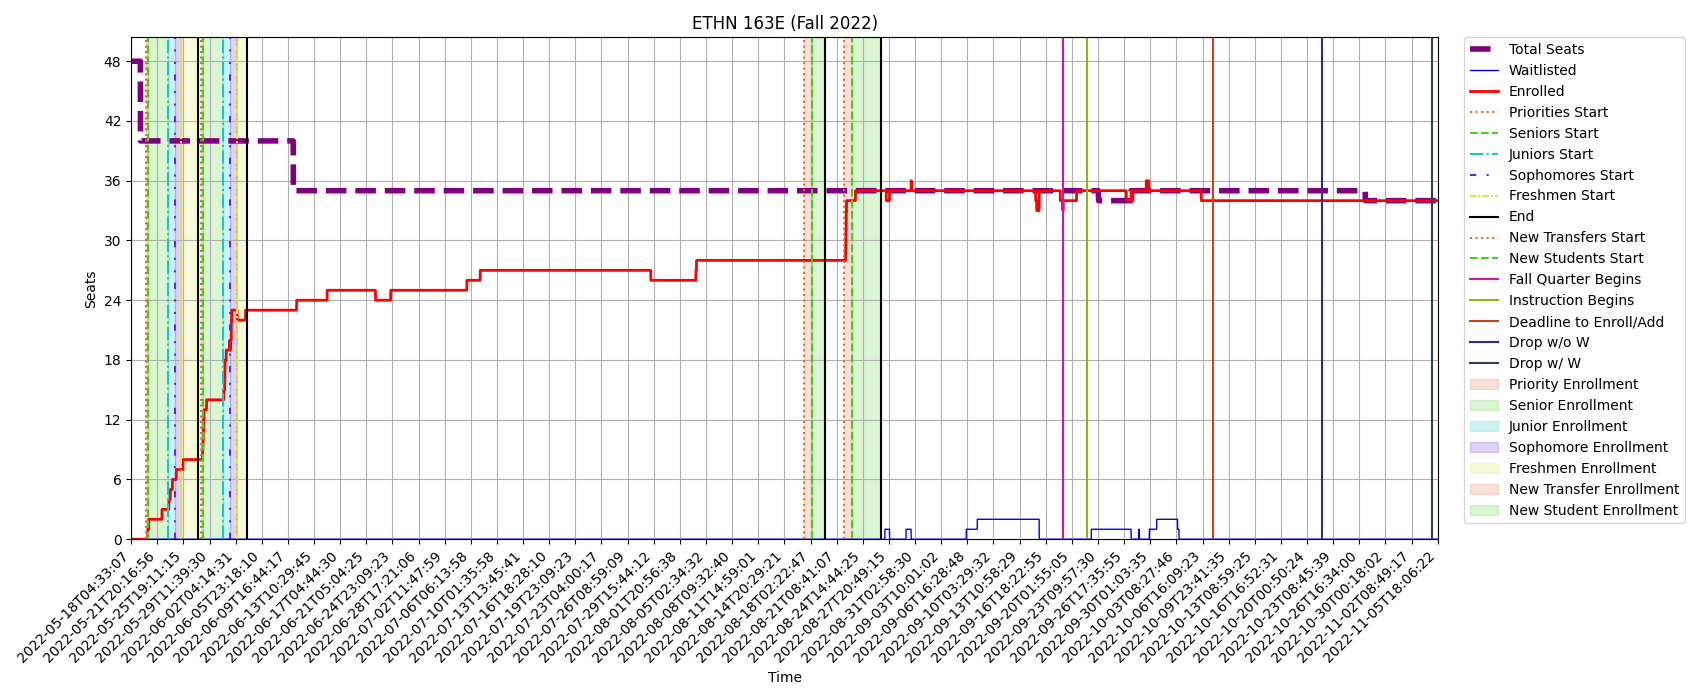 ETHN 163E (Fall 2022)
Seats
48
42
36
30
24
18
12
6
0
2022-05-18T04:33:07
2022-05-21T20:16:56
2022-05-25T19:11:15
2022-05-29T11:39:30
2022-06-02T04:14:31
2022-06-05T23:18:10
2022-06-09T16:44:17
2022-06-13T10:29:45
2022-06-17T04:44:30
2022-06-21T05:04:25
2022-06-24T23:09:23
2022-06-28T17:21:06
2022-07-02T11:47:59
2022-07-06T06:13:58
2022-07-10T01:35:58
2022-07-13T13:45:41
2022-07-16T18:28:10
2022-07-19T23:09:23
2022-07-23T04:00:17
2022-07-26T08:59:09
2022-07-29T15:44:12
2022-08-01T20:56:38
2022-08-05T02:34:32
2022-08-08T09:32:40
2022-08-11T14:59:01
2022-08-14T20:29:21
2022-08-18T02:22:47
2022-08-21T08:41:07
2022-08-24T14:44:25
2022-08-27T20:49:15
2022-08-31T02:58:30
2022-09-03T10:01:02
2022-09-06T16:28:48
2022-09-10T03:29:32
2022-09-13T10:58:29
2022-09-16T18:22:55
2022-09-20T01:55:05
2022-09-23T09:57:30
2022-09-26T17:35:55
2022-09-30T01:03:35
2022-10-03T08:27:46
2022-10-06T16:09:23
2022-10-09T23:41:35
2022-10-13T08:59:25
2022-10-16T16:52:31
2022-10-20T00:50:24
2022-10-23T08:45:39
2022-10-26T16:34:00
2022-10-30T00:18:02
2022-11-02T08:49:17
2022-11-05T18:06:22
Time
Total Seats
Waitlisted
Enrolled
Priorities Start
Seniors Start
Juniors Start
Sophomores Start
Freshmen Start
End
New Transfers Start
New Students Start
Fall Quarter Begins
Instruction Begins
Deadline to Enroll/Add
Drop w/o W
Drop w/ W
Priority Enrollment
Senior Enrollment
Junior Enrollment
Sophomore Enrollment
Freshmen Enrollment
New Transfer Enrollment
New Student Enrollment